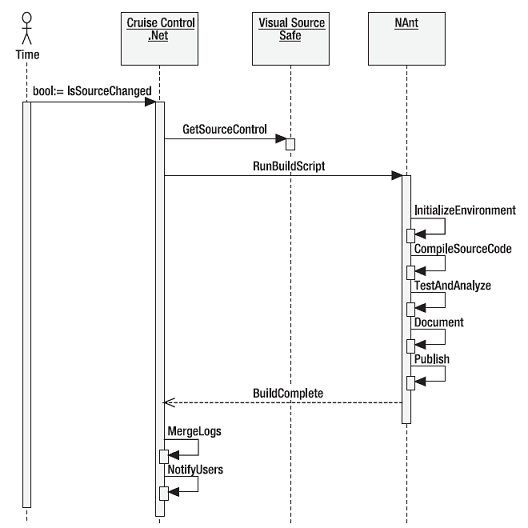 Cruise Control
.Net
Visual Source
Safe
NAnt
Time
bool:= IsSourceChanged
GetSourceControl
RunBuildScript
InitializeEnvironment
CompileSourceCode
TestAndAnalyze
Document
Publish
BuildComplete
MergeLogs
NotifyUsers